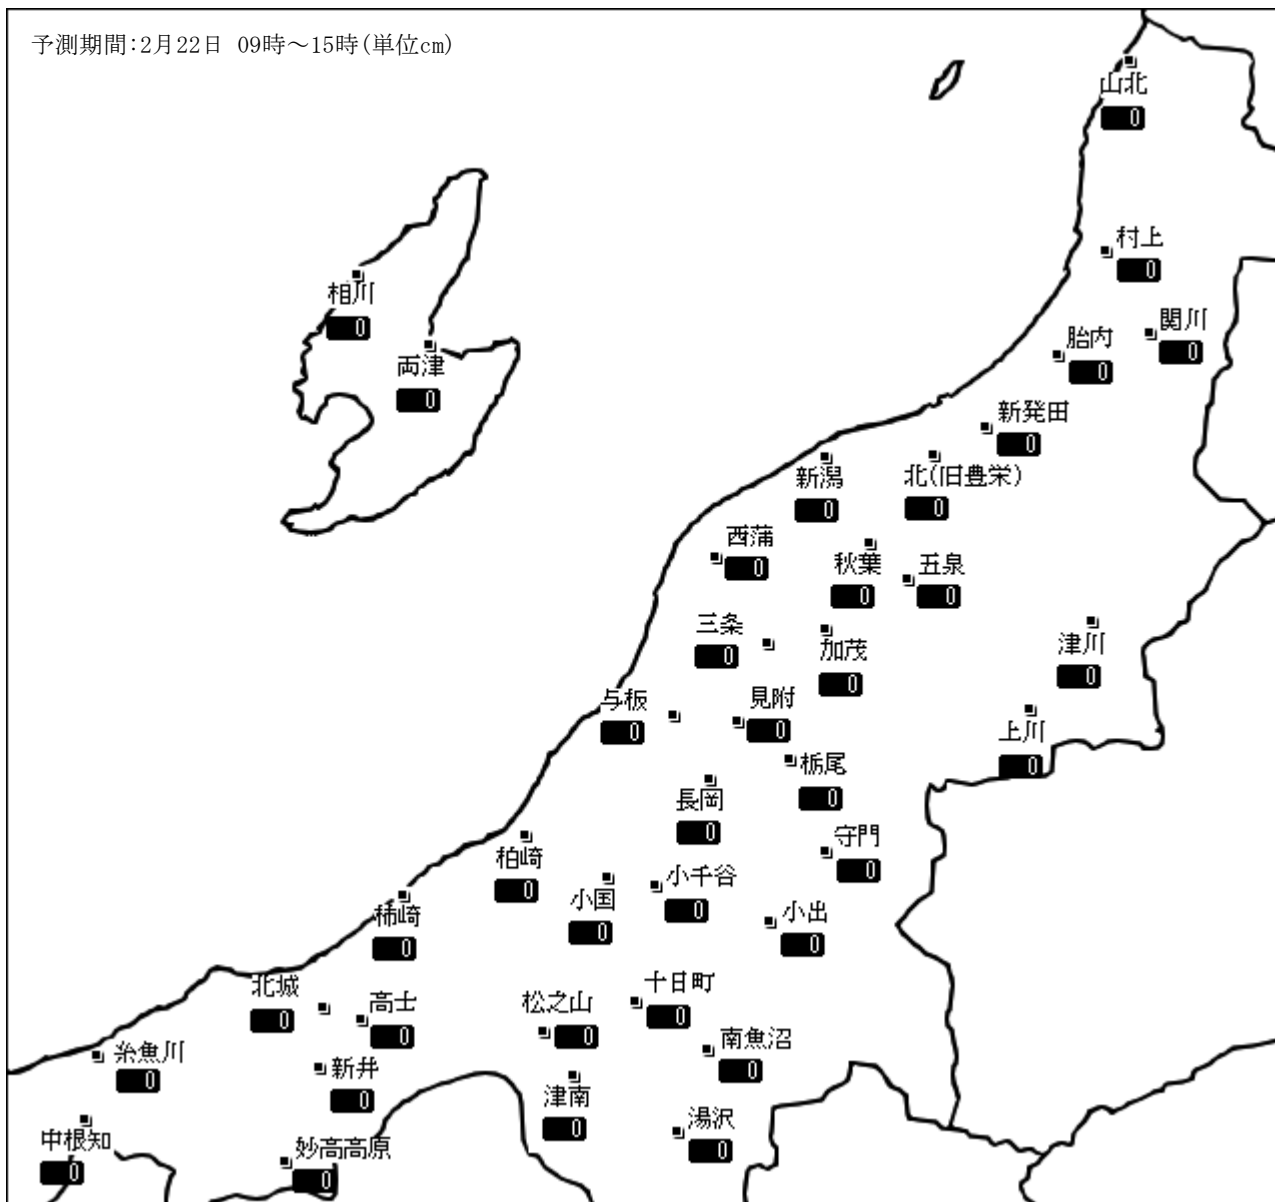 予測期間:2月22日 09時～15時(単位cm)
山北
0
村上
0
相川
0
関川
0
胎内
0
両津
0
新発田
0
新潟
0
北(旧豊栄)
0
西蒲
0
秋葉
0
五泉
0
三条
0
加茂
0
津川
0
与板
0
見附
0
上川
0
栃尾
0
長岡
0
守門
0
柏崎
0
小千谷
0
小国
0
小出
0
柿崎
0
北城
0
高士
0
松之山
0
十日町
0
南魚沼
0
糸魚川
0
新井
0
津南
0
湯沢
0
中根知
0
妙高高原
0